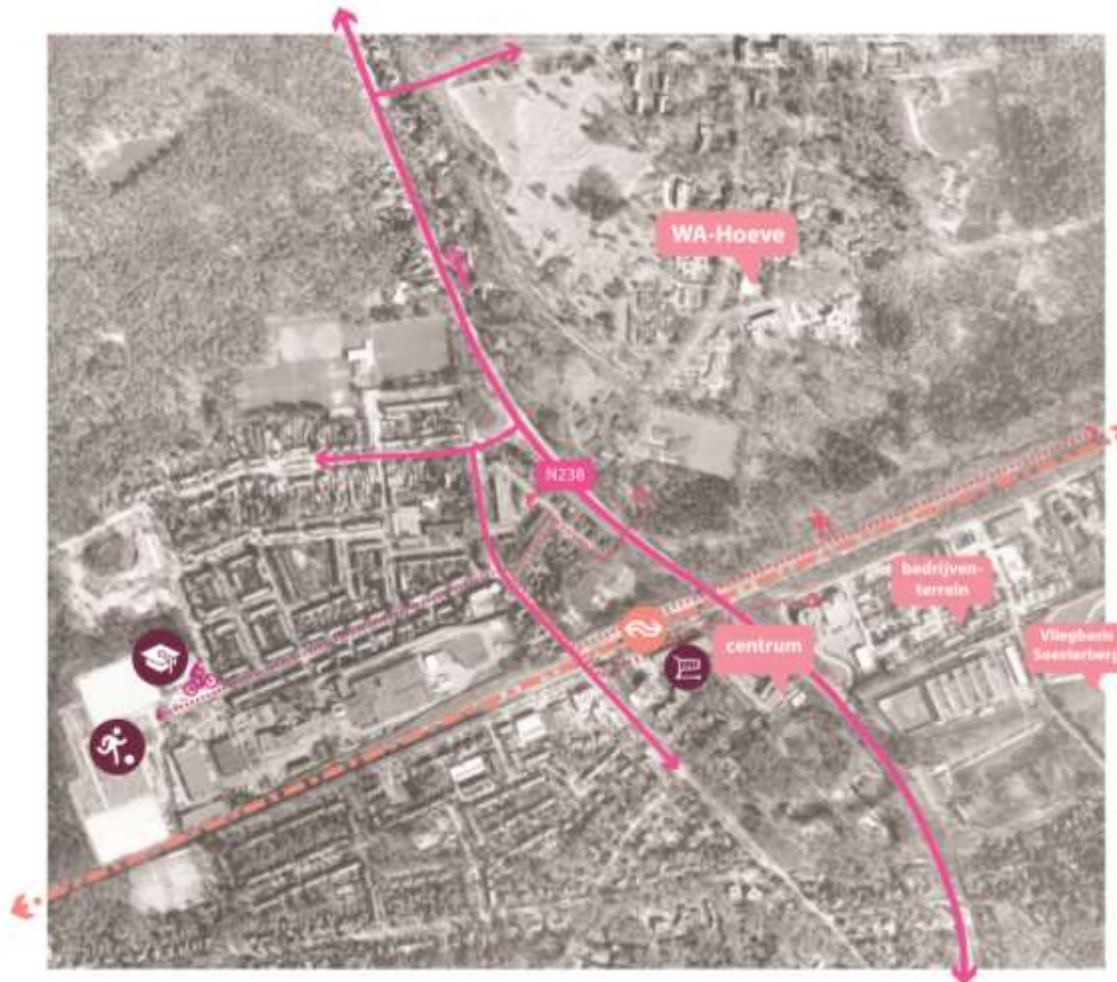 WA-Hoeve
N238
bedrijven-
terrein
centrum
Vliegbasis
Soesterberg